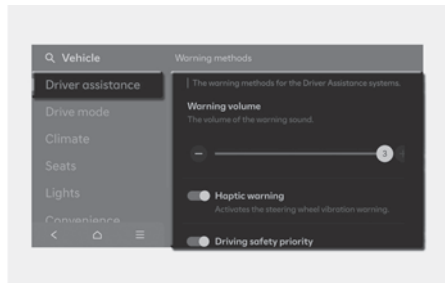 Vehicle
Warning methods
Driver assistance
Drive mode
Climate
Seats
Lights
Convenience
The warning methods for the Driver Assistance systems.
Warning volume
The volume of the warning sound.
3
Haptic warning
Activates the steering wheel vibration warning.
Driving safety priority